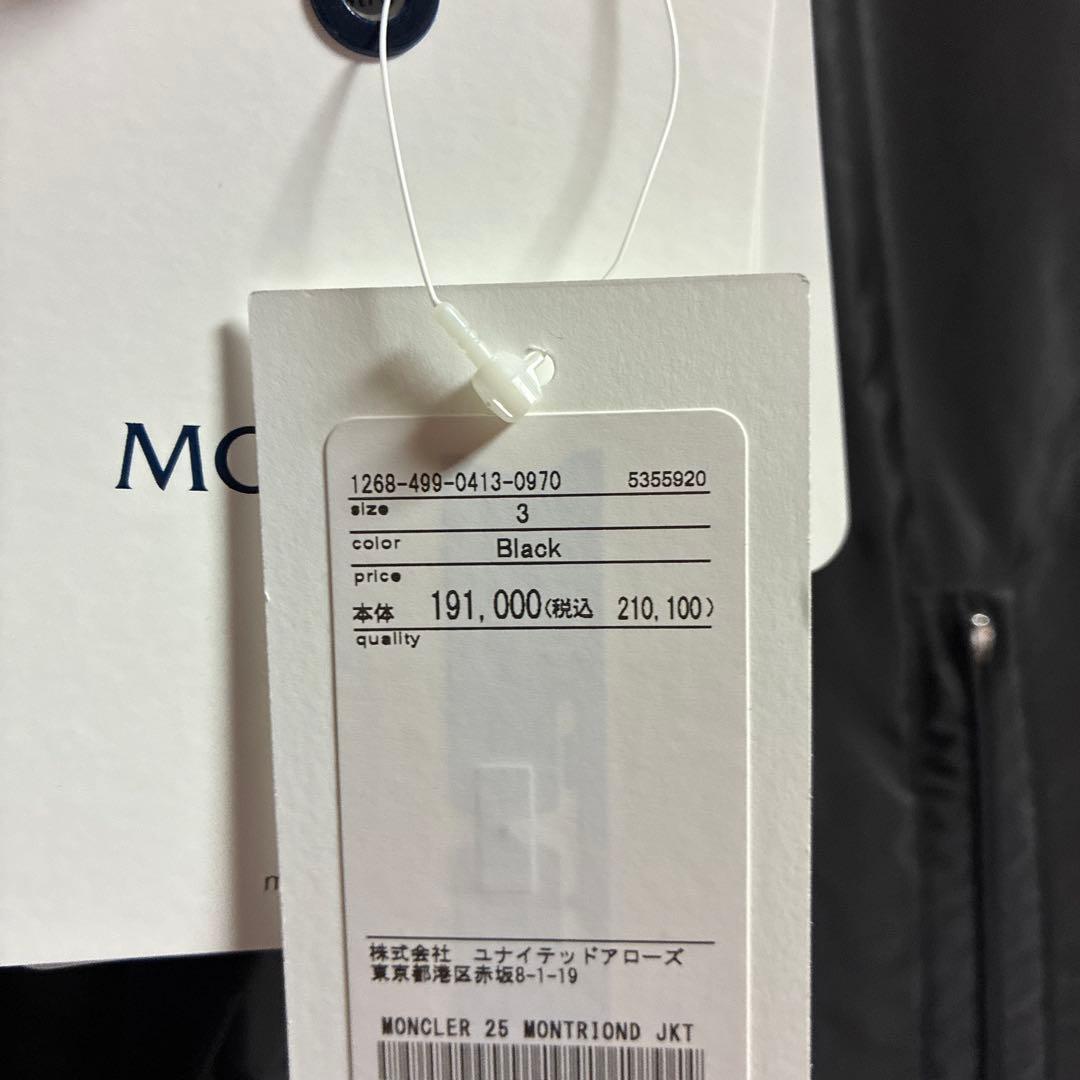 MO
1268-499-0413-0970 5355920
size 3
color Black
price
本体 191,000(税込 210,100)
quality
株式会社 ユナイテッドアローズ
東京都港区赤坂8-1-19
MONCLER 25 MONTRIOND JKT